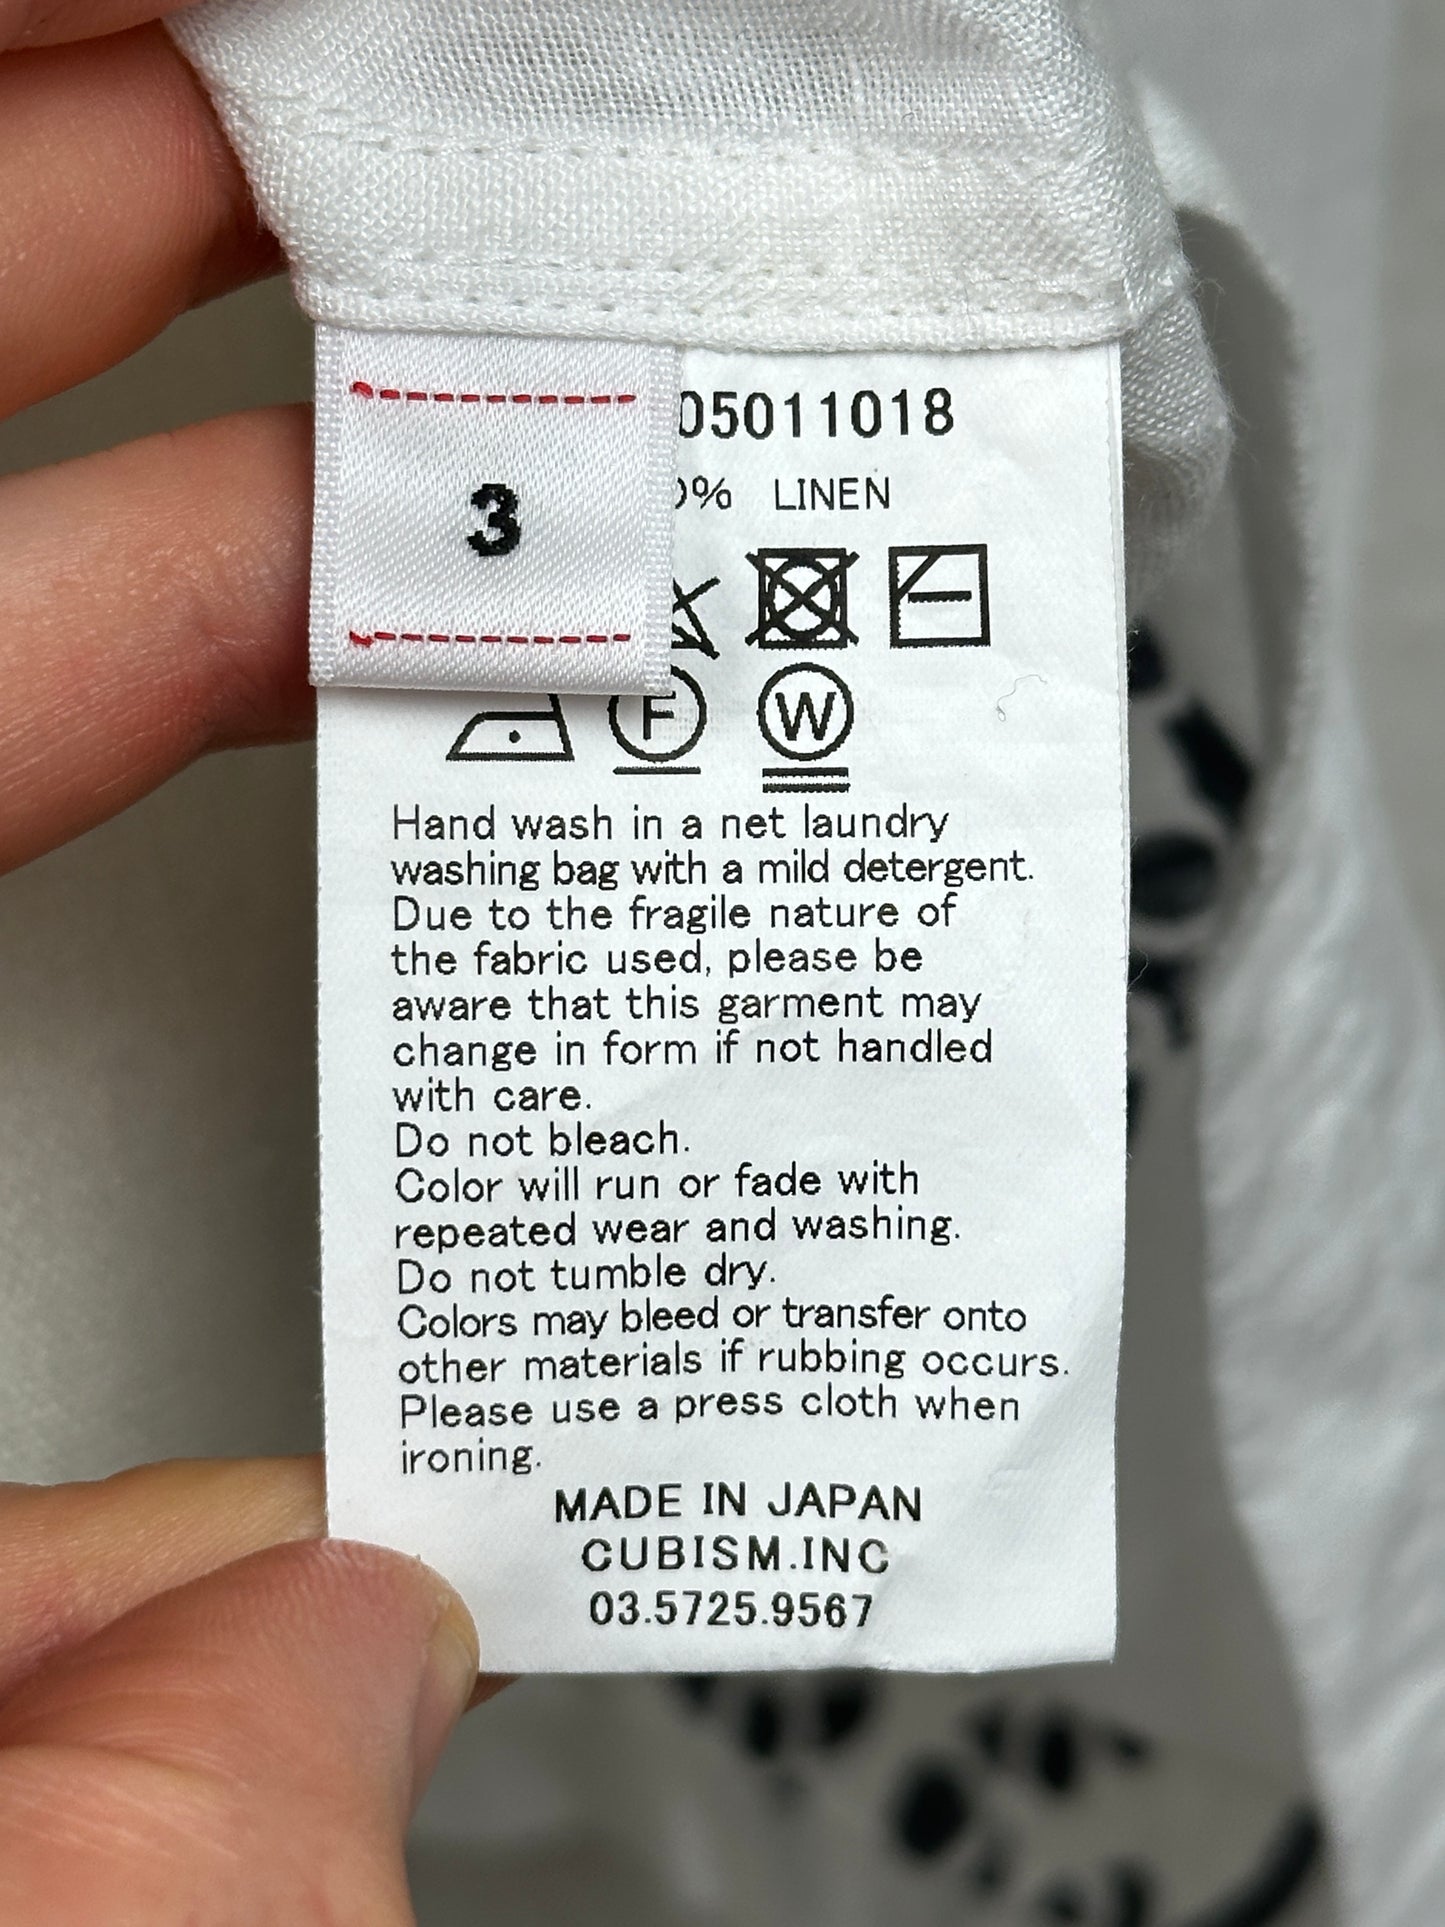 3
05011018
0% LINEN
F
W
Hand wash in a net laundry
washing bag with a mild detergent.
Due to the fragile nature of
the fabric used, please be
aware that this garment may
change in form if not handled
with care.
Do not bleach.
Color will run or fade with
repeated wear and washing.
Do not tumble dry.
Colors may bleed or transfer onto
other materials if rubbing occurs.
Please use a press cloth when
ironing.
MADE IN JAPAN
CUBISM.INC
03.5725.9567